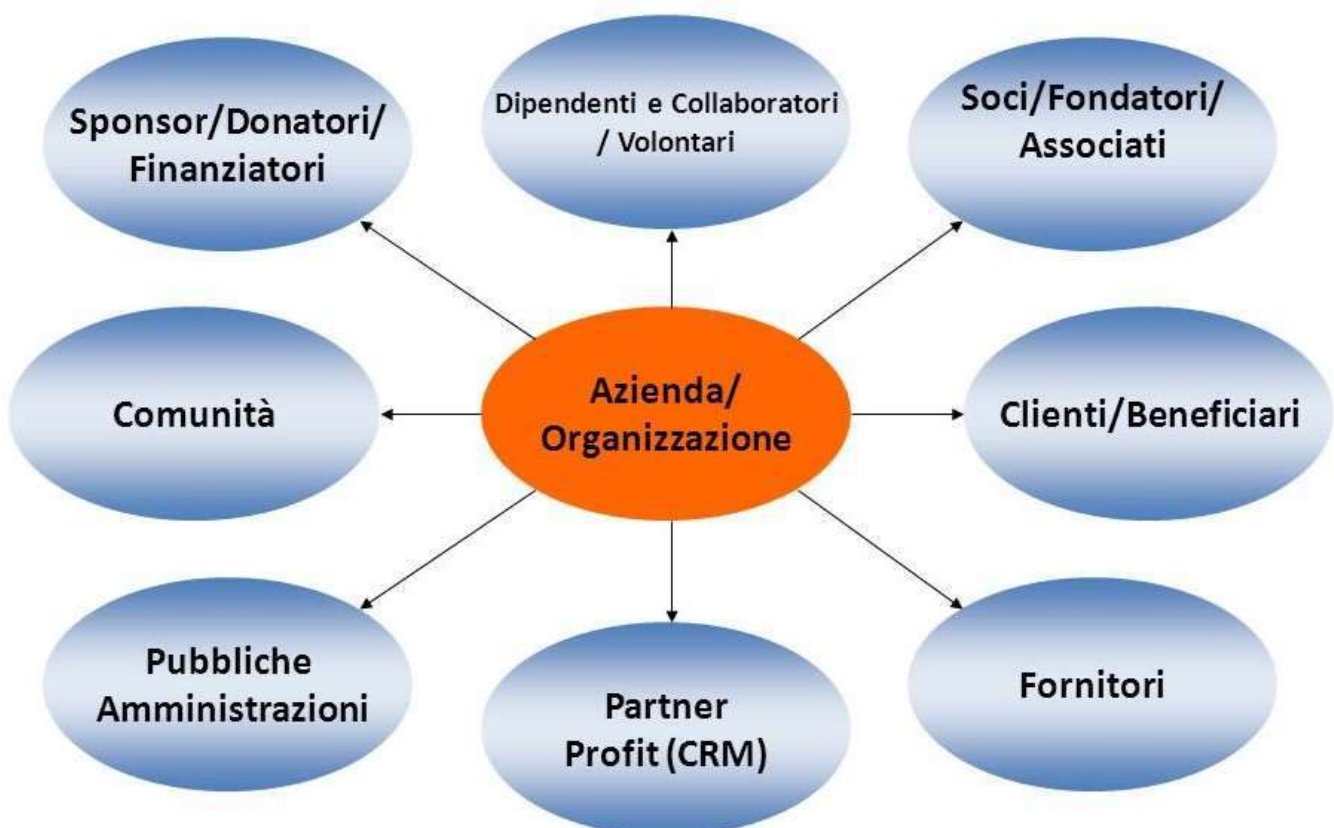 Sponsor/Donatori/
Finanziatori
Dipendenti e Collaboratori
/ Volontari
Soci/Fondatori/
Associati
Comunità
Azienda/
Organizzazione
Clienti/Beneficiari
Pubbliche
Amministrazioni
Partner
Profit (CRM)
Fornitori